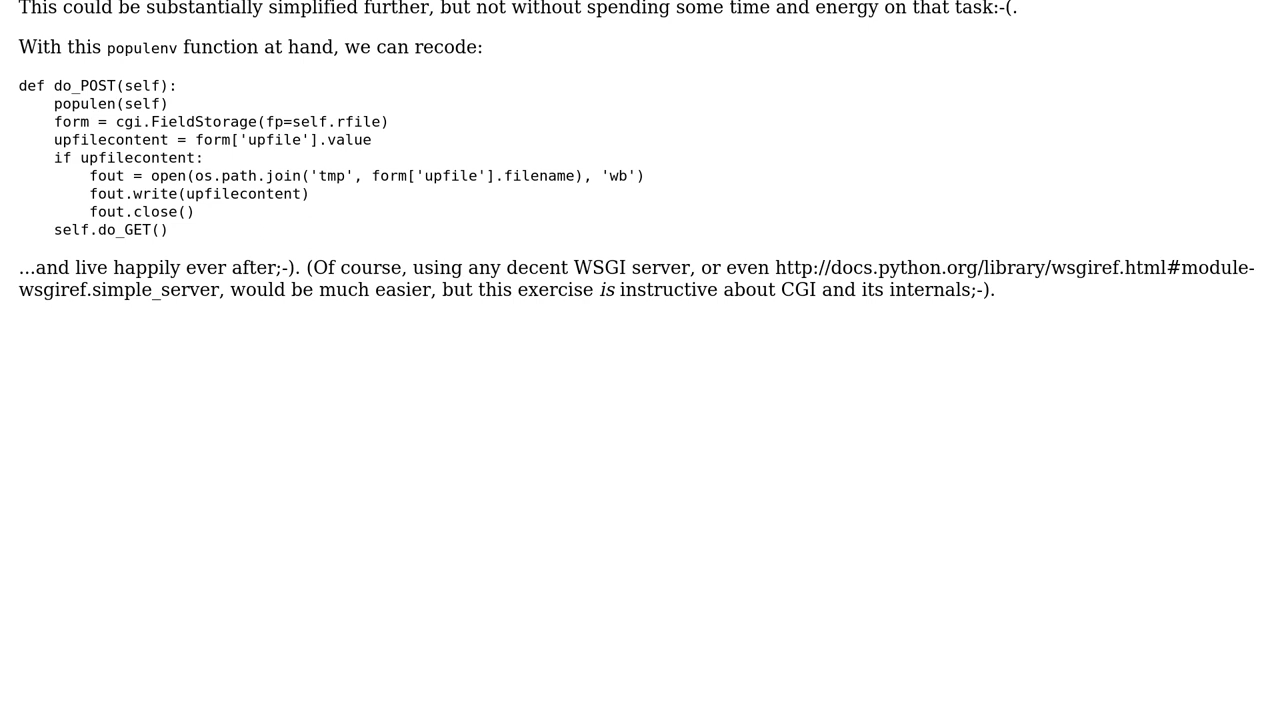 This could be substantially simplified further, but not without spending some time and energy on that task:-(.
With this populenv function at hand, we can recode:
def do_POST(self):
    populen(self)
    form = cgi.FieldStorage(fp=self.rfile)
    upfilecontent = form['upfile'].value
    if upfilecontent:
        fout = open(os.path.join('tmp', form['upfile'].filename), 'wb')
        fout.write(upfilecontent)
        fout.close()
    self.do_GET()
...and live happily ever after;-). (Of course, using any decent WSGI server, or even http://docs.python.org/library/wsgiref.html#module-
wsgiref.simple_server, would be much easier, but this exercise is instructive about CGI and its internals;-).